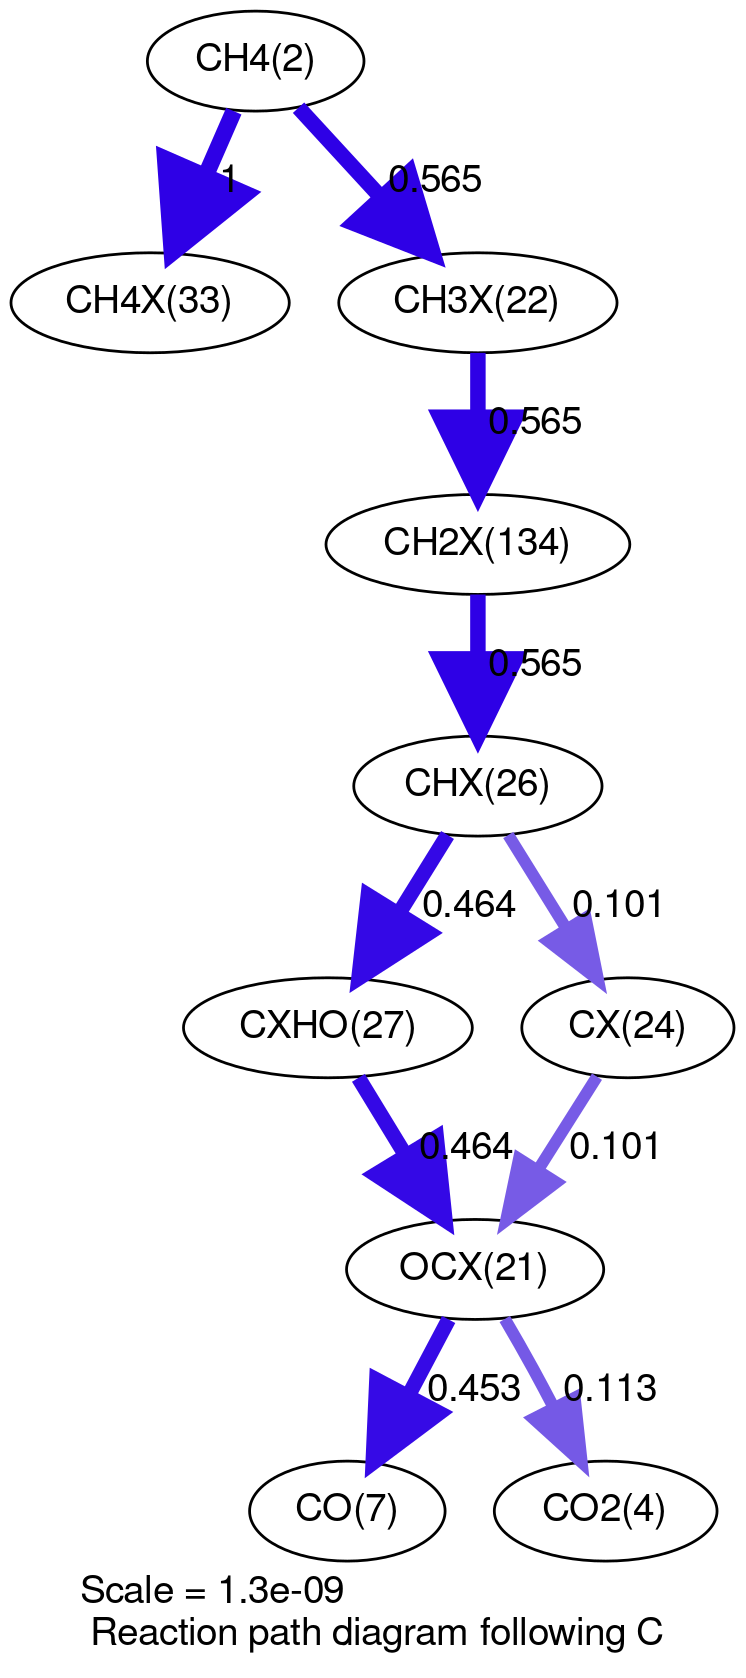 CH4(2)
1
0.565
CH4X(33)
CH3X(22)
0.565
CH2X(134)
0.565
CHX(26)
0.464
0.101
CXHO(27)
CX(24)
0.464
0.101
OCX(21)
0.453
0.113
CO(7)
CO2(4)
Scale = 1.3e-09
Reaction path diagram following C